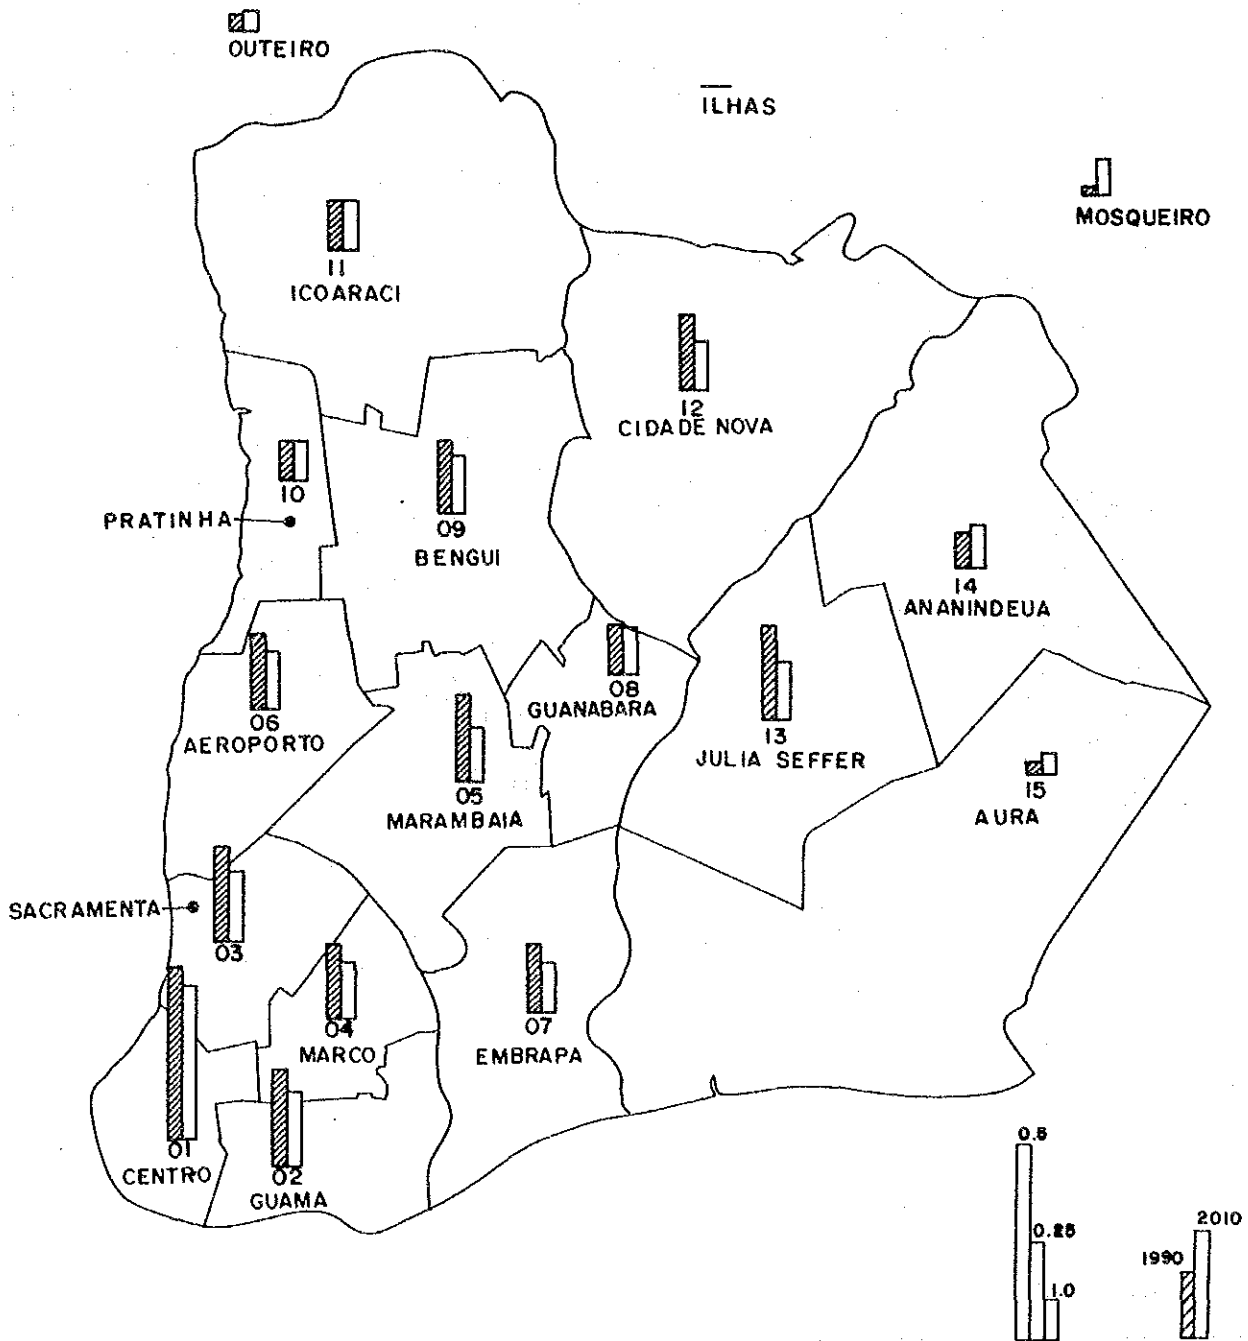 OUTEIRO
ILHAS
MOSQUEIRO
11
ICOARACI
12
CIDADE NOVA
10
PRATINHA
09
BENGUI
14
ANANINDEUA
08
GUANABARA
06
AEROPORTO
13
JULIA SEFFER
05
MARAMBAIA
15
AURA
SACRAMENTA
03
04
MARCO
07
EMBRAPA
01
CENTRO
02
GUAMA
0.5
0.25
1.0
1990
2010